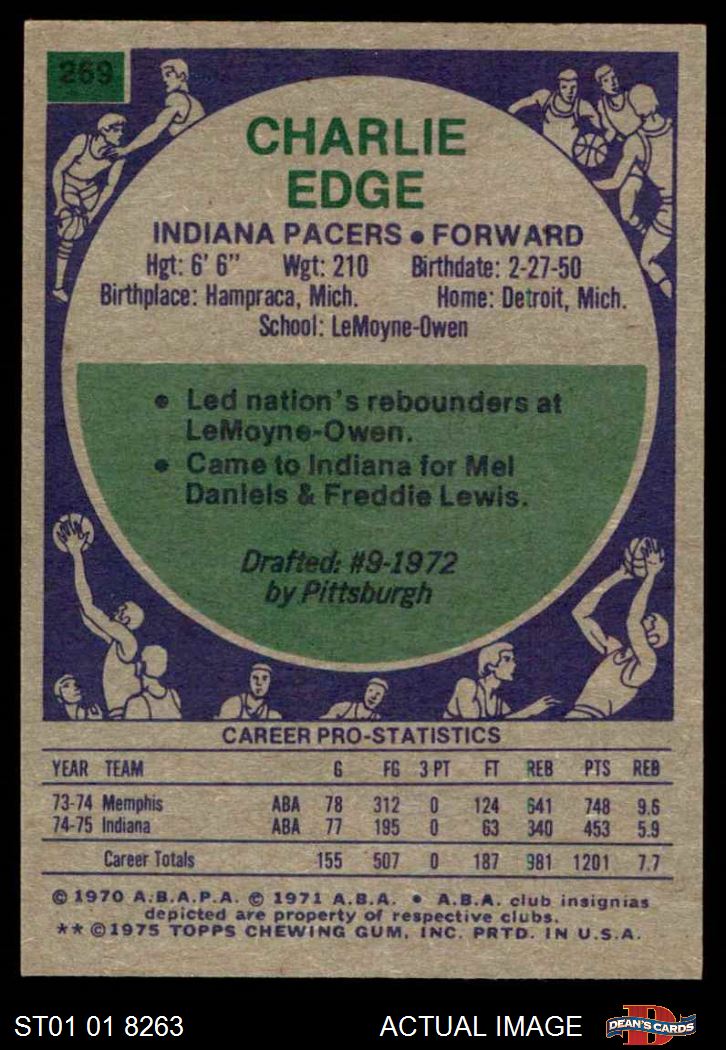 269
CHARLIE
EDGE
INDIANA PACERS • FORWARD
Hgt: 6' 6" Wgt: 210 Birthdate: 2-27-50
Birthplace: Hampraca, Mich. Home: Detroit, Mich.
School: LeMoyne-Owen
• Led nation's rebounders at
LeMoyne-Owen.
• Came to Indiana for Mel
Daniels & Freddie Lewis.
Drafted: #9-1972
by Pittsburgh
CAREER PRO-STATISTICS
YEAR TEAM G FG 3 PT FT REB PTS REB
73-74 Memphis ABA 78 312 0 124 641 748 9.6
74-75 Indiana ABA 77 195 0 63 340 453 5.9
Career Totals 155 507 0 187 981 1201 7.7
© 1970 A.B.A.P.A. © 1971 A.B.A. • A.B.A. club insignias
depicted are property of respective clubs.
** © 1975 TOPPS CHEWING GUM, INC. PRTD. IN U.S.A.
ST01 01 8263 ACTUAL IMAGE D DEAN'S CARDS